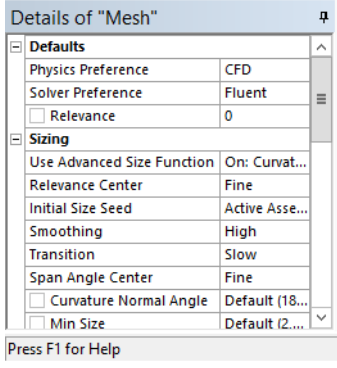 Details of "Mesh"
Defaults
Physics Preference CFD
Solver Preference Fluent
Relevance 0
Sizing
Use Advanced Size Function On: Curvat...
Relevance Center Fine
Initial Size Seed Active Asse...
Smoothing High
Transition Slow
Span Angle Center Fine
Curvature Normal Angle Default (18...
Min Size Default (2....
Press F1 for Help